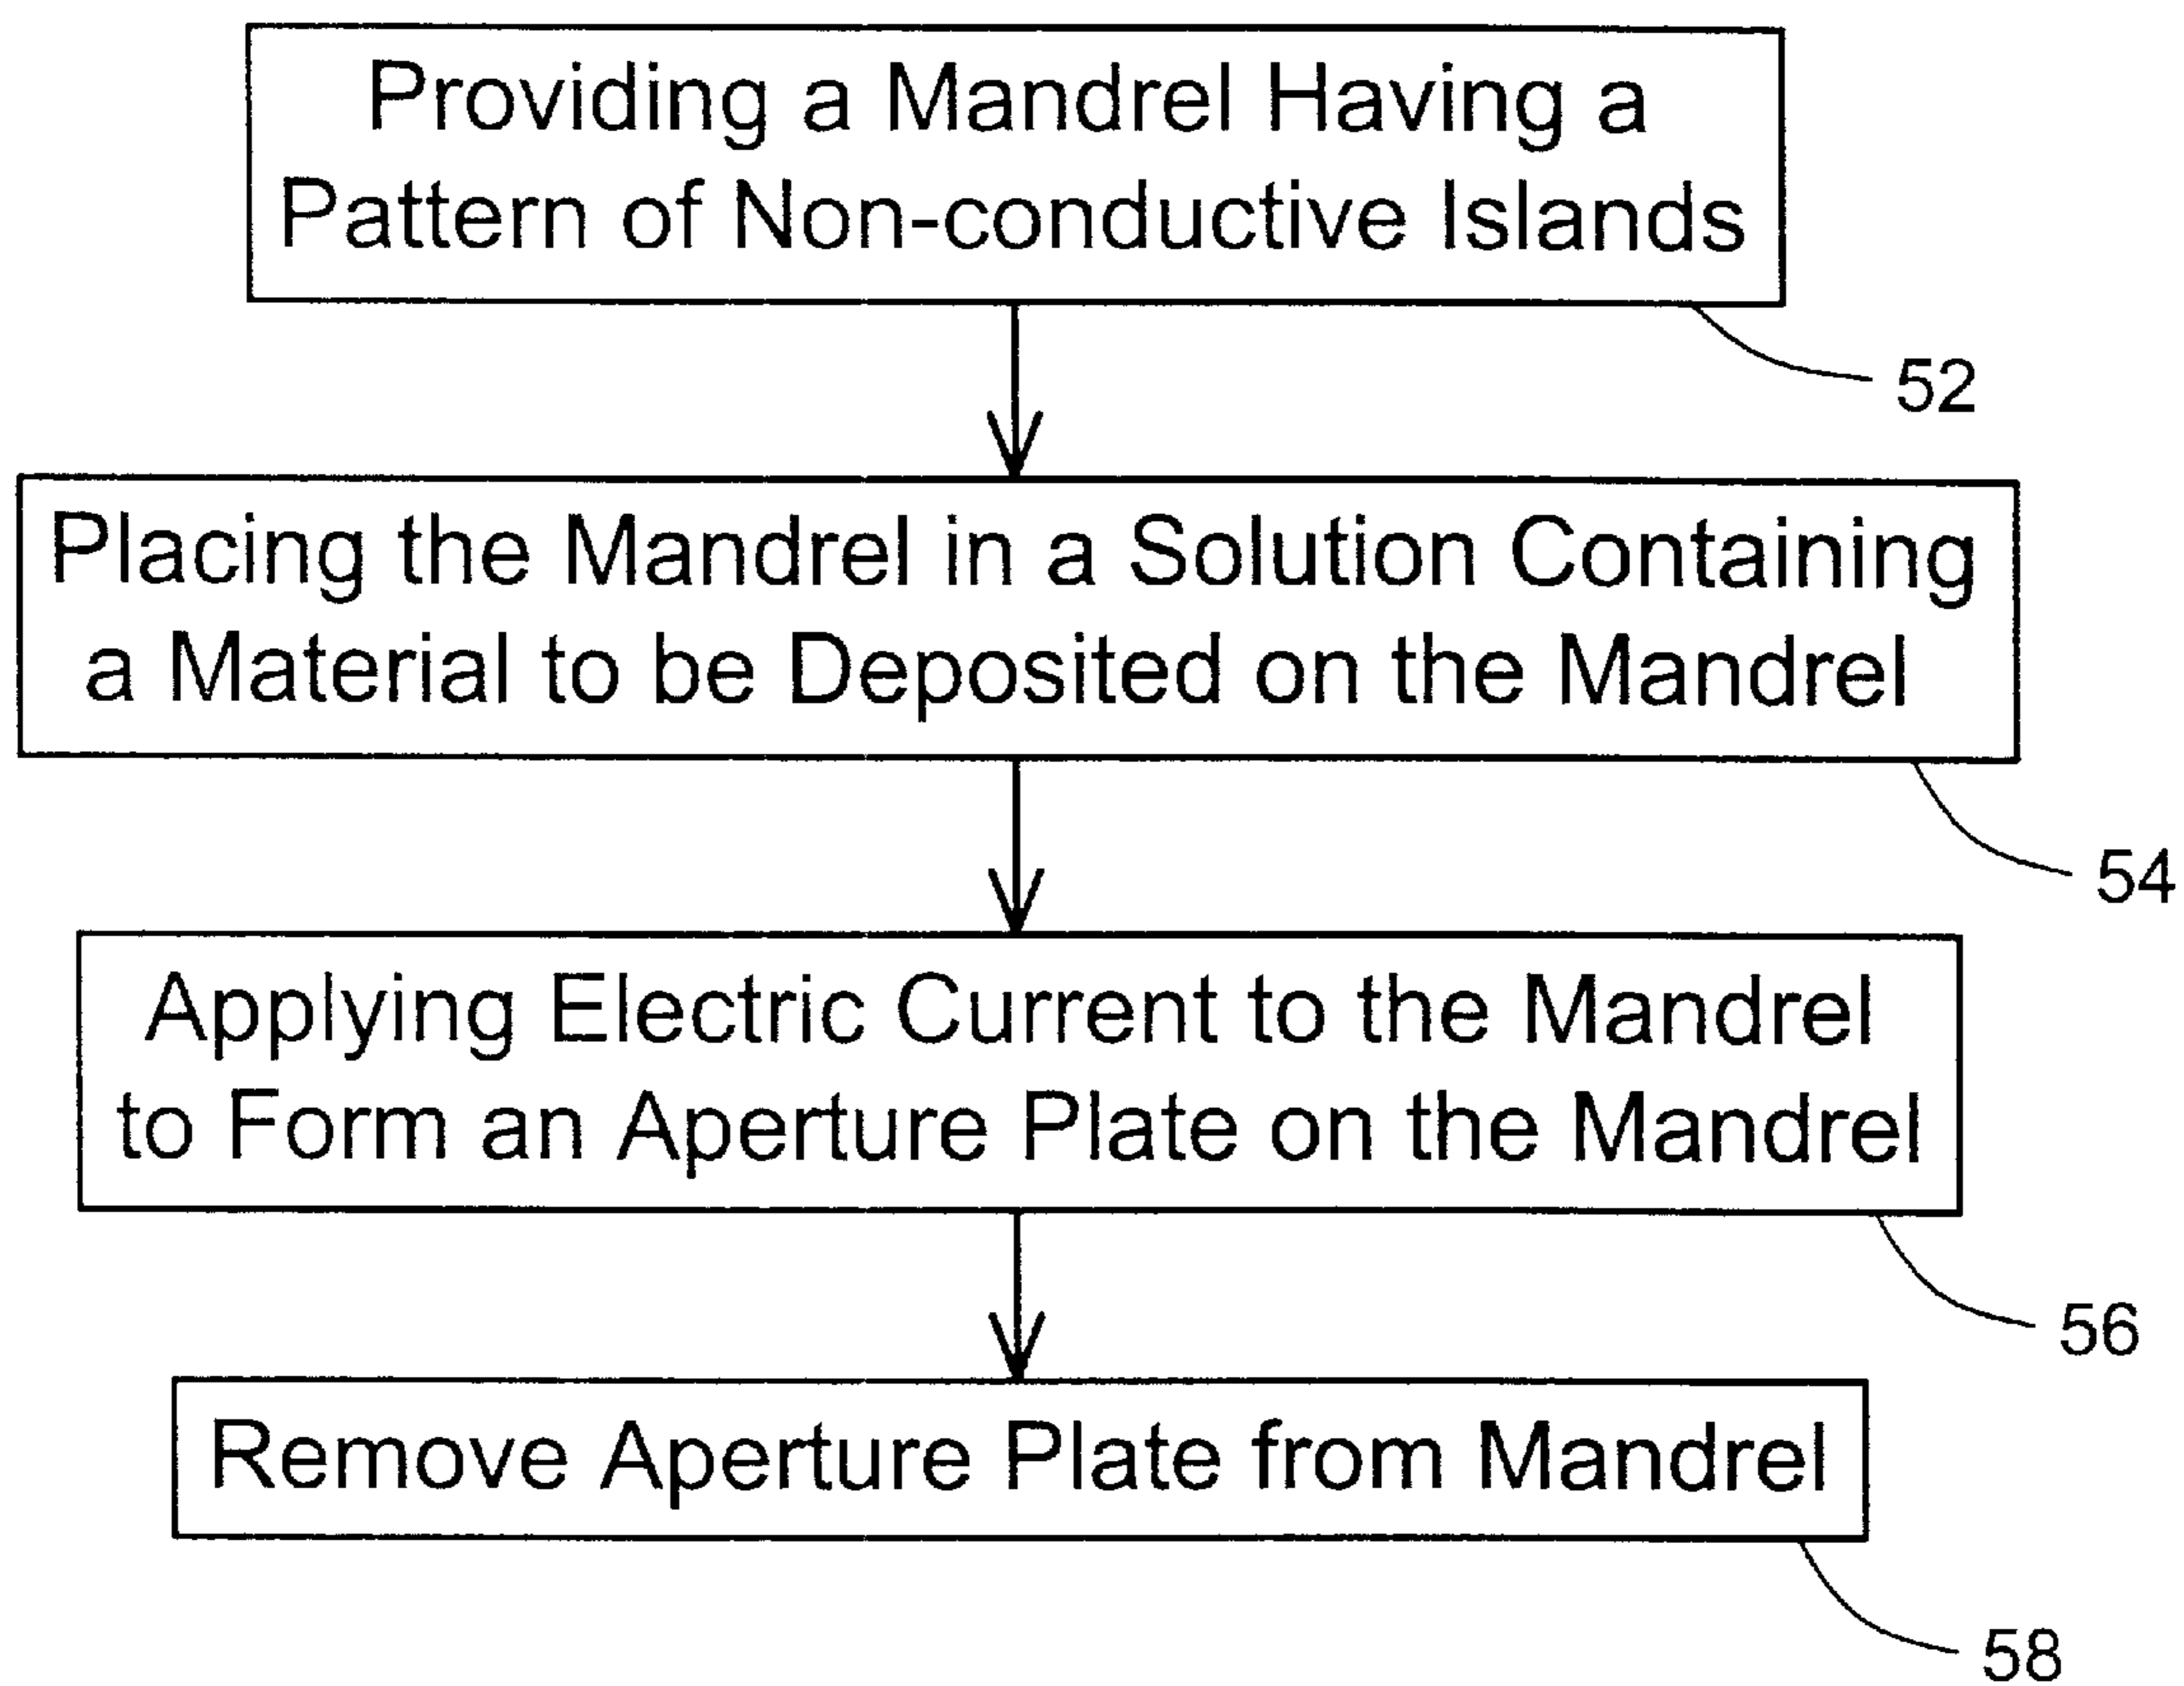 Providing a Mandrel Having a
Pattern of Non-conductive Islands
52
Placing the Mandrel in a Solution Containing
a Material to be Deposited on the Mandrel
54
Applying Electric Current to the Mandrel
to Form an Aperture Plate on the Mandrel
56
Remove Aperture Plate from Mandrel
58